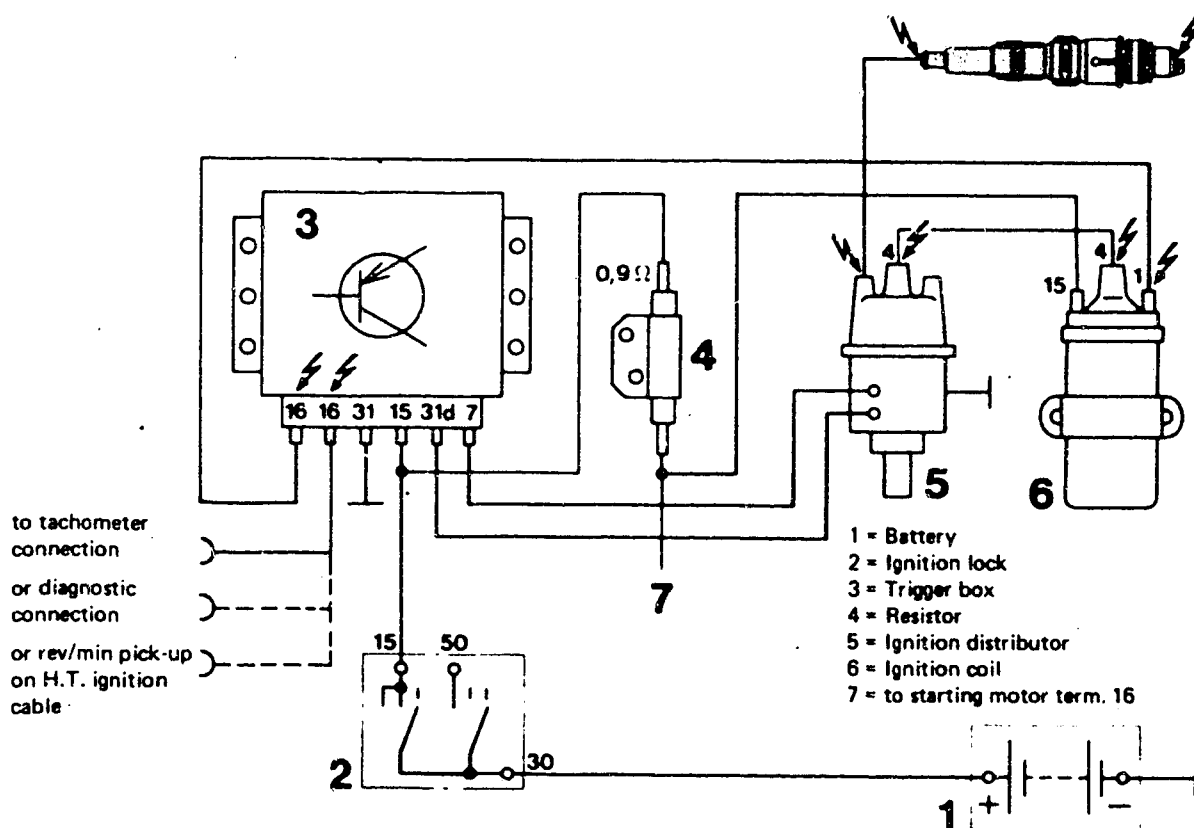 3
0,9 Ω
4
4
4
1
15
16 16 31 15 31d 7
5
6
to tachometer
connection
or diagnostic
connection
or rev/min pick-up
on H.T. ignition
cable
7
1 = Battery
2 = Ignition lock
3 = Trigger box
4 = Resistor
5 = Ignition distributor
6 = Ignition coil
7 = to starting motor term. 16
15 50
2
30
1
+ −